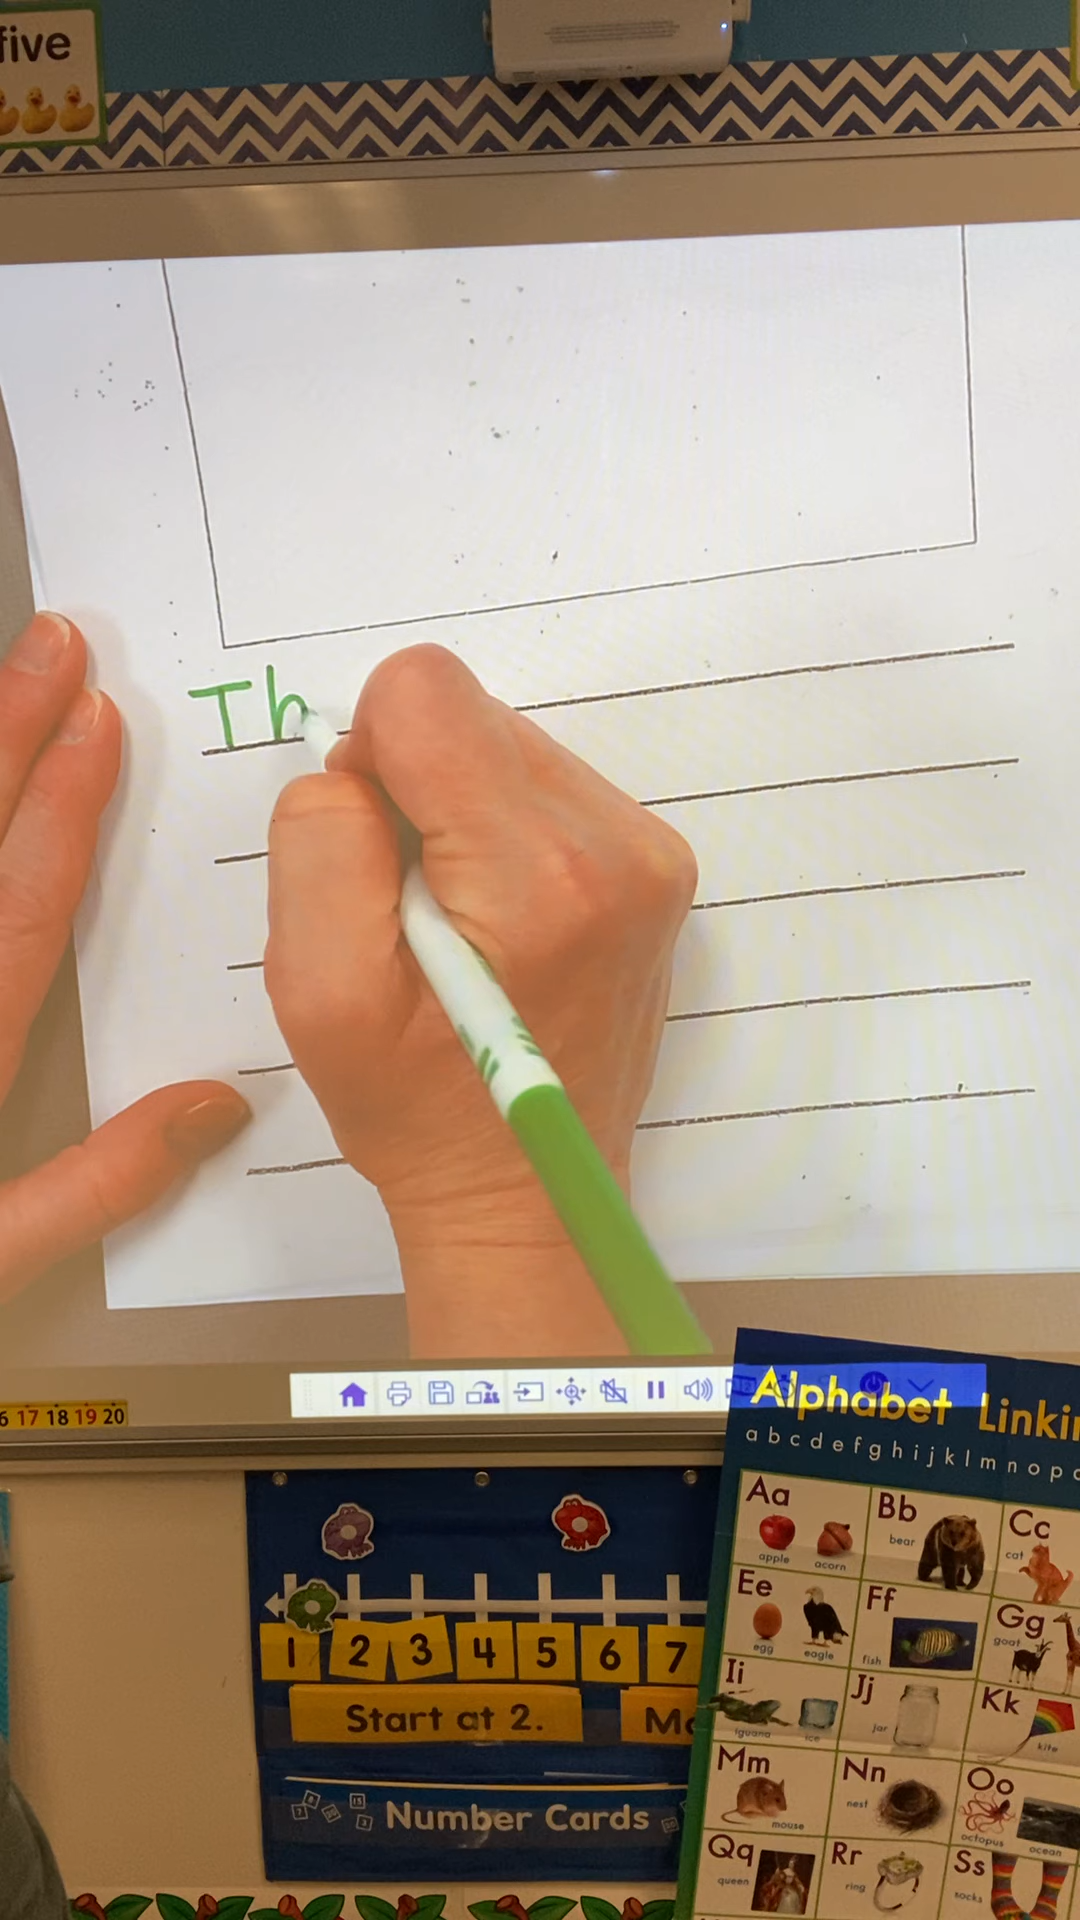 five
Th
6 17 18 19 20
Alphabet Linki
a b c d e f g h i j k l m n o p
Aa
apple
acorn
Bb
bear
Cc
cat
Ee
egg
eagle
Ff
fish
Gg
goat
Ii
iguana
ice
Jj
jar
Kk
kite
Mm
mouse
Nn
nest
Oo
octopus
ocean
Qq
queen
Rr
ring
Ss
socks
1 2 3 4 5 6 7
Start at 2.
Number Cards